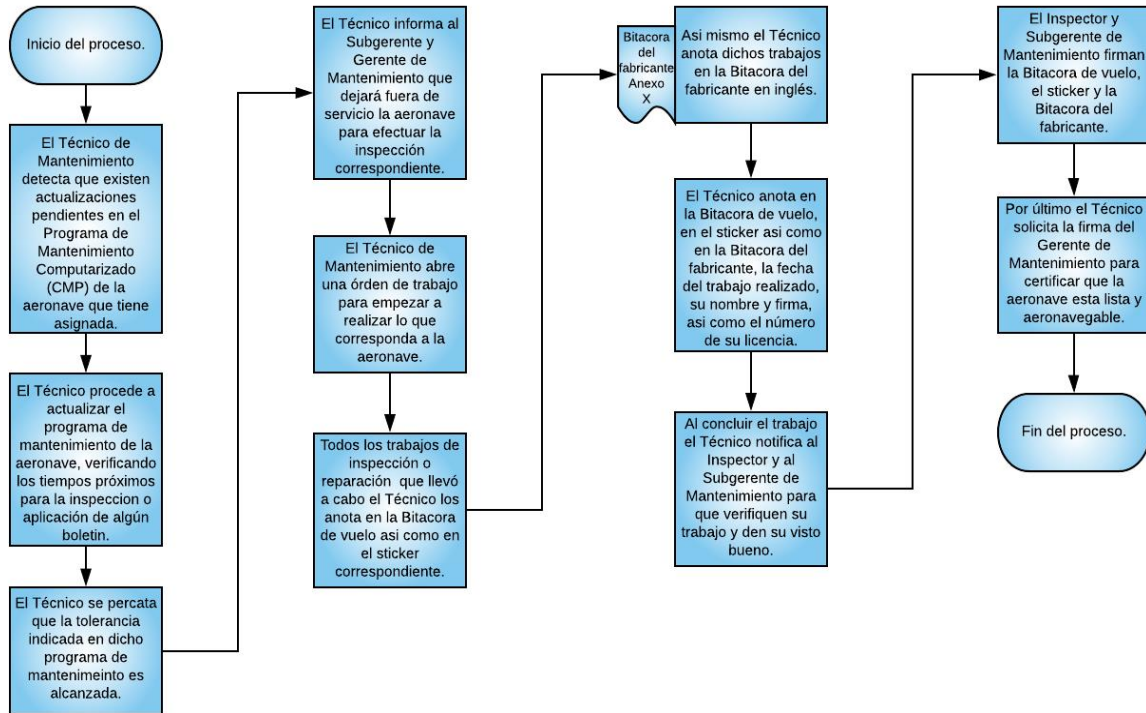 Inicio del proceso.
El Técnico de
Mantenimiento
detecta que existen
actualizaciones
pendientes en el
Programa de
Mantenimiento
Computarizado
(CMP) de la
aeronave que tiene
asignada.
El Técnico procede a
actualizar el
programa de
mantenimiento de la
aeronave, verificando
los tiempos próximos
para la inspeccion o
aplicación de algún
boletin.
El Técnico se percata
que la tolerancia
indicada en dicho
programa de
mantenimeinto es
alcanzada.
El Técnico informa al
Subgerente y
Gerente de
Mantenimiento que
dejará fuera de
servicio la aeronave
para efectuar la
inspección
correspondiente.
El Técnico de
Mantenimiento abre
una órden de trabajo
para empezar a
realizar lo que
corresponda a la
aeronave.
Todos los trabajos de
inspección o
reparación que llevó
a cabo el Técnico los
anota en la Bitacora
de vuelo asi como en
el sticker
correspondiente.
Bitacora
del
fabricante
Anexo
X
Asi mismo el Técnico
anota dichos trabajos
en la Bitacora del
fabricante en inglés.
El Técnico anota en
la Bitacora de vuelo,
en el sticker asi como
en la Bitacora del
fabricante, la fecha
del trabajo realizado,
su nombre y firma,
asi como el número
de su licencia.
Al concluir el trabajo
el Técnico notifica al
Inspector y al
Subgerente de
Mantenimiento para
que verifiquen su
trabajo y den su visto
bueno.
El Inspector y
Subgerente de
Mantenimiento firman
la Bitacora de vuelo,
el sticker y la
Bitacora del
fabricante.
Por último el Técnico
solicita la firma del
Gerente de
Mantenimiento para
certificar que la
aeronave esta lista y
aeronavegable.
Fin del proceso.